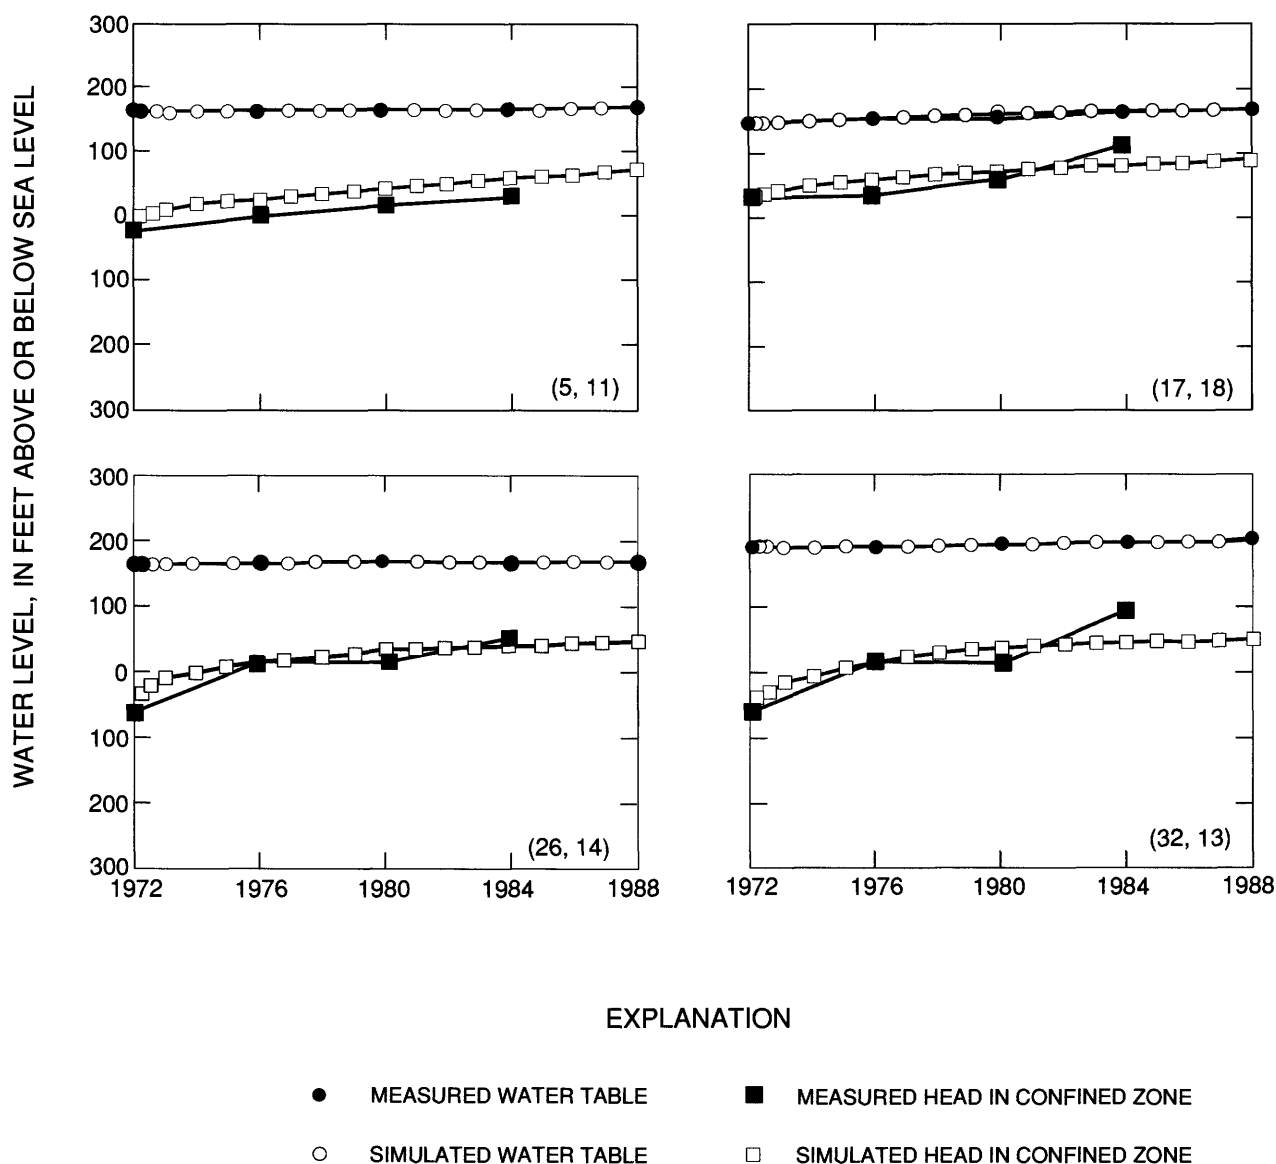 WATER LEVEL, IN FEET ABOVE OR BELOW SEA LEVEL
300
200
100
0
100
200
300
(5, 11)
(17, 18)
300
200
100
0
100
200
300
(26, 14)
(32, 13)
1972 1976 1980 1984 1988
1972 1976 1980 1984 1988
EXPLANATION
MEASURED WATER TABLE
MEASURED HEAD IN CONFINED ZONE
SIMULATED WATER TABLE
SIMULATED HEAD IN CONFINED ZONE